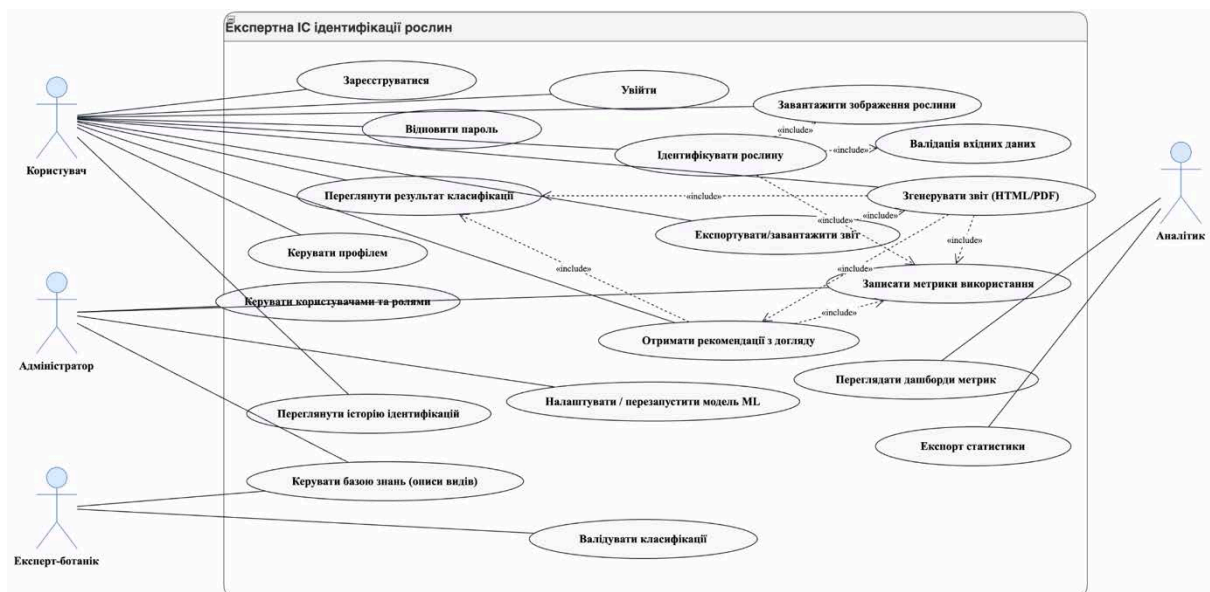 Експертна ІС ідентифікації рослин
Зареєструватися
Увійти
Завантажити зображення рослини
Відновити пароль
«include»
Ідентифікувати рослину
«include»
Валідація вхідних даних
Користувач
Переглянути результат класифікації
«include»
Згенерувати звіт (HTML/PDF)
Експортувати/завантажити звіт
«include»
Аналітик
Керувати профілем
«include»
«include»
«include»
Записати метрики використання
Керувати користувачами та ролями
«include»
Отримати рекомендації з догляду
Адміністратор
Переглядати дашборди метрик
Налаштувати / перезапустити модель ML
Переглянути історію ідентифікацій
Експорт статистики
Керувати базою знань (описи видів)
Валідувати класифікації
Експерт-ботанік